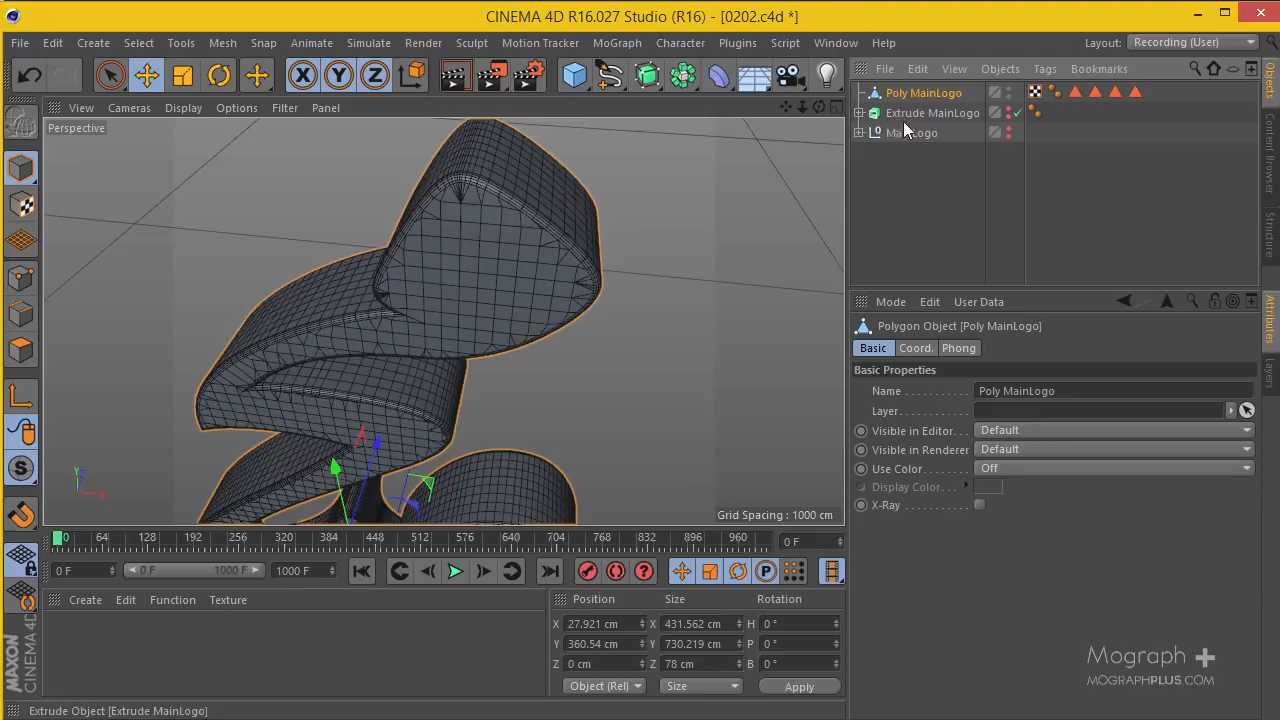 CINEMA 4D R16.027 Studio (R16) - [0202.c4d *]
File Edit Create Select Tools Mesh Snap Animate Simulate Render Sculpt Motion Tracker MoGraph Character Plugins Script Window Help Layout: Recording (User)
X Y Z
File Edit View Objects Tags Bookmarks
View Cameras Display Options Filter Panel
Perspective
Poly MainLogo
Extrude MainLogo
Objects
Content Browser
Structure
Mode Edit User Data
Polygon Object [Poly MainLogo]
Basic Coord. Phong
Basic Properties
Name Poly MainLogo
Layer
Visible in Editor Default
Visible in Renderer Default
Use Color Off
Display Color
X-Ray
Attributes
Layers
Y
X
Grid Spacing : 1000 cm
0 64 128 192 256 320 384 448 512 576 640 704 768 832 896 960 0 F
0 F 0 F 1000 F 1000 F
P
Create Edit Function Texture
Position Size Rotation
X 27.921 cm X 431.562 cm H 0 °
Y 360.54 cm Y 730.219 cm P 0 °
Z 0 cm Z 78 cm B 0 °
Object (Rel) Size Apply
MAXON CINEMA 4D
Mograph +
MOGRAPHPLUS.COM
Extrude Object [Extrude MainLogo]